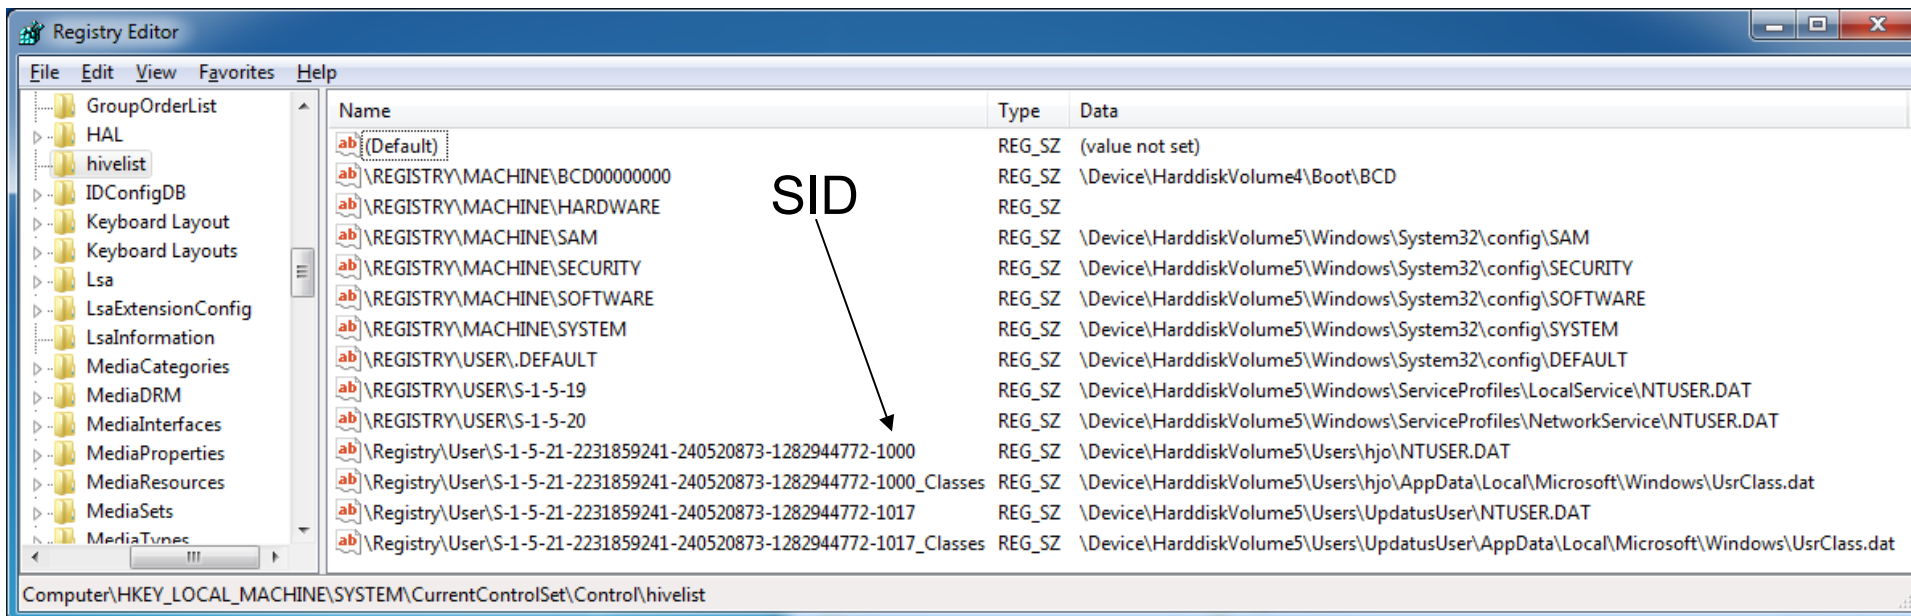 Registry Editor
File Edit View Favorites Help
GroupOrderList
HAL
hivelist
IDConfigDB
Keyboard Layout
Keyboard Layouts
Lsa
LsaExtensionConfig
LsaInformation
MediaCategories
MediaDRM
MediaInterfaces
MediaProperties
MediaResources
MediaSets
MediaTypes
Name Type Data
(Default) REG_SZ (value not set)
\REGISTRY\MACHINE\BCD00000000 REG_SZ \Device\HarddiskVolume4\Boot\BCD
SID
\REGISTRY\MACHINE\HARDWARE REG_SZ
\REGISTRY\MACHINE\SAM REG_SZ \Device\HarddiskVolume5\Windows\System32\config\SAM
\REGISTRY\MACHINE\SECURITY REG_SZ \Device\HarddiskVolume5\Windows\System32\config\SECURITY
\REGISTRY\MACHINE\SOFTWARE REG_SZ \Device\HarddiskVolume5\Windows\System32\config\SOFTWARE
\REGISTRY\MACHINE\SYSTEM REG_SZ \Device\HarddiskVolume5\Windows\System32\config\SYSTEM
\REGISTRY\USER\.DEFAULT REG_SZ \Device\HarddiskVolume5\Windows\System32\config\DEFAULT
\REGISTRY\USER\S-1-5-19 REG_SZ \Device\HarddiskVolume5\Windows\ServiceProfiles\LocalService\NTUSER.DAT
\REGISTRY\USER\S-1-5-20 REG_SZ \Device\HarddiskVolume5\Windows\ServiceProfiles\NetworkService\NTUSER.DAT
\Registry\User\S-1-5-21-2231859241-240520873-1282944772-1000 REG_SZ \Device\HarddiskVolume5\Users\hjo\NTUSER.DAT
\Registry\User\S-1-5-21-2231859241-240520873-1282944772-1000_Classes REG_SZ \Device\HarddiskVolume5\Users\hjo\AppData\Local\Microsoft\Windows\UsrClass.dat
\Registry\User\S-1-5-21-2231859241-240520873-1282944772-1017 REG_SZ \Device\HarddiskVolume5\Users\UpdatusUser\NTUSER.DAT
\Registry\User\S-1-5-21-2231859241-240520873-1282944772-1017_Classes REG_SZ \Device\HarddiskVolume5\Users\UpdatusUser\AppData\Local\Microsoft\Windows\UsrClass.dat
Computer\HKEY_LOCAL_MACHINE\SYSTEM\CurrentControlSet\Control\hivelist